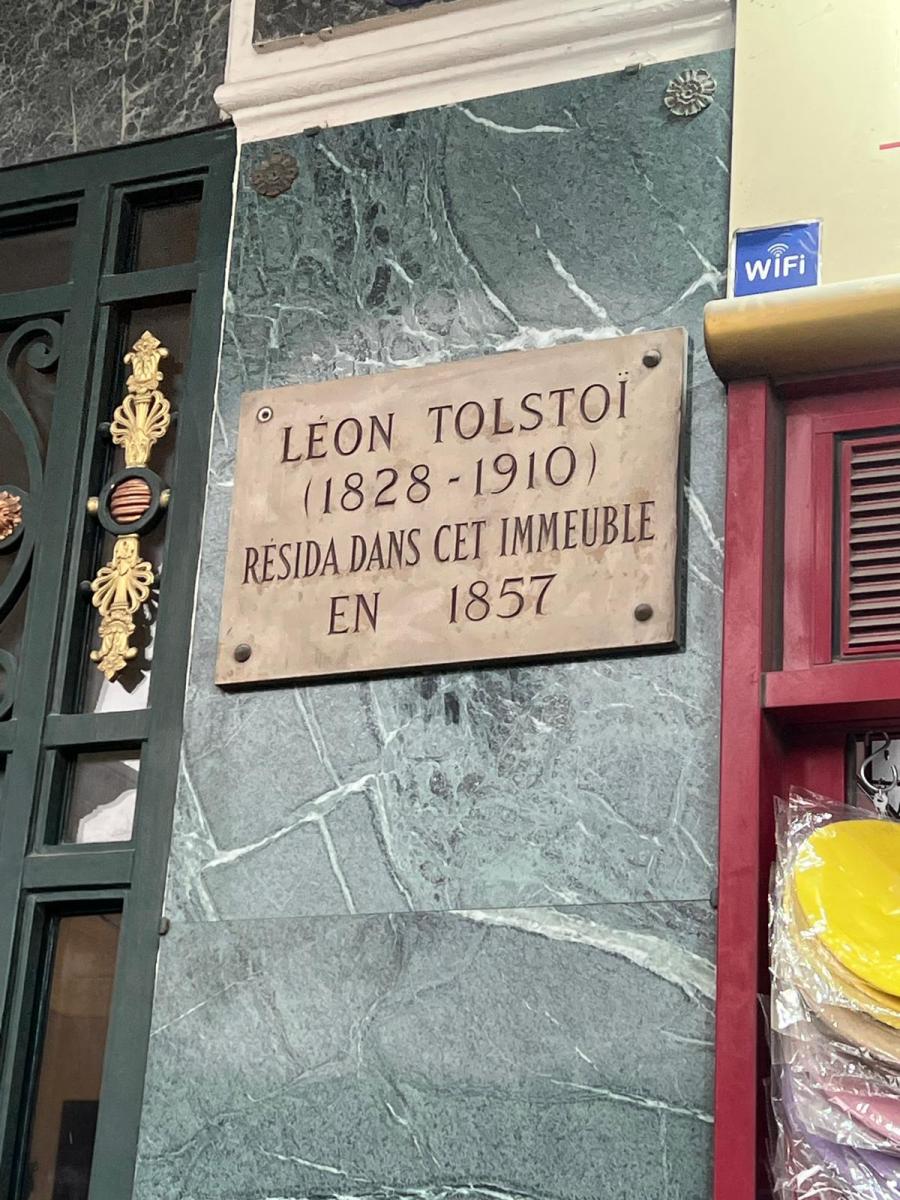 WiFi
LÉON TOLSTOÏ
(1828-1910)
RÉSIDA DANS CET IMMEUBLE
EN 1857